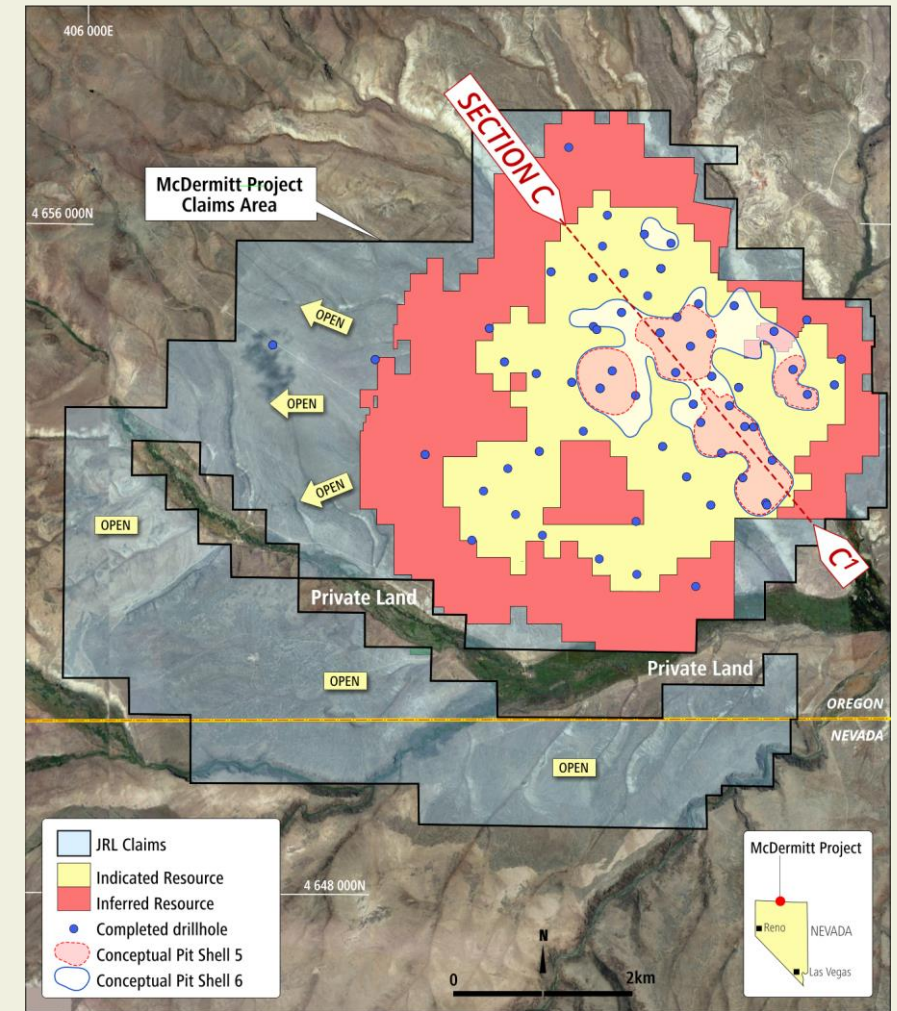 406 000E
SECTION C
McDermitt Project
Claims Area
4 656 000N
OPEN
OPEN
OPEN
OPEN
C¹
Private Land
Private Land
OPEN
OREGON
NEVADA
OPEN
JRL Claims
Indicated Resource
Inferred Resource
Completed drillhole
Conceptual Pit Shell 5
Conceptual Pit Shell 6
4 648 000N
N
0 2km
McDermitt Project
Reno
NEVADA
Las Vegas